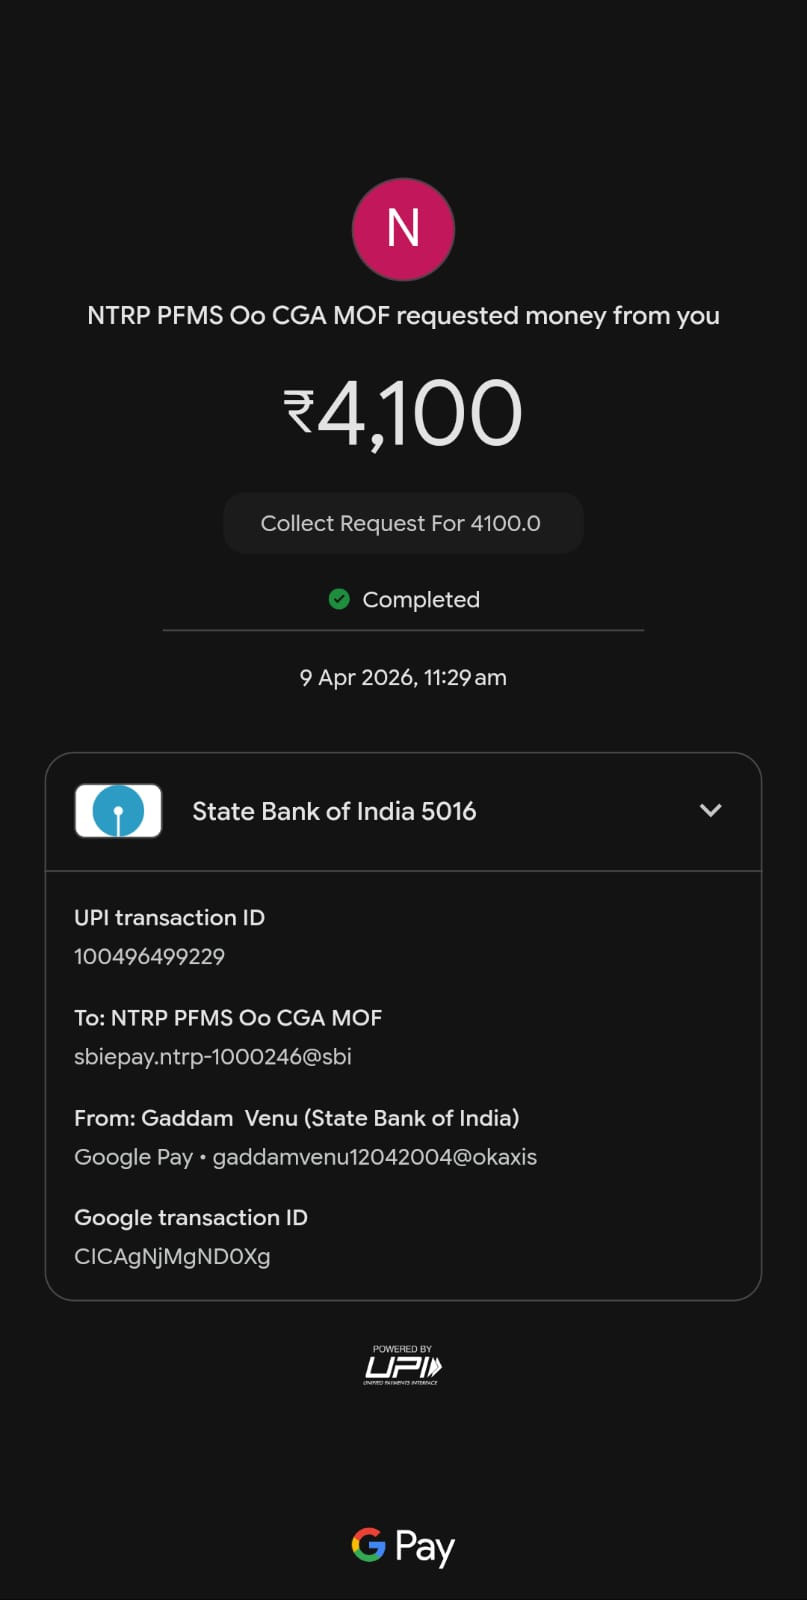 N
NTRP PFMS Oo CGA MOF requested money from you
₹4,100
Collect Request For 4100.0
Completed
9 Apr 2026, 11:29 am
State Bank of India 5016
UPI transaction ID
100496499229
To: NTRP PFMS Oo CGA MOF
sbiepay.ntrp-1000246@sbi
From: Gaddam  Venu (State Bank of India)
Google Pay • gaddamvenu12042004@okaxis
Google transaction ID
CICAgNjMgND0Xg
POWERED BY
UPI
UNIFIED PAYMENTS INTERFACE
G Pay